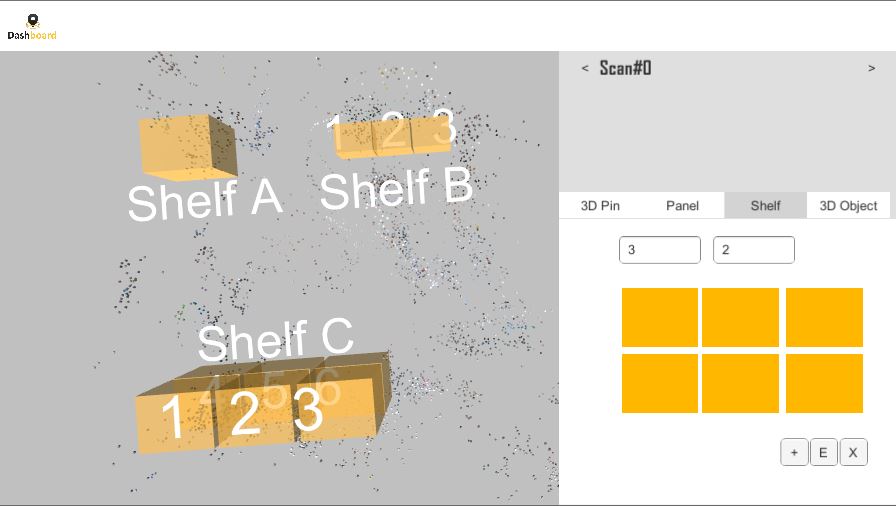 Dashboard
< Scan#0 >
3D Pin Panel Shelf 3D Object
3 2
+ E X
1 2 3
Shelf A Shelf B
Shelf C
4 5 6
1 2 3